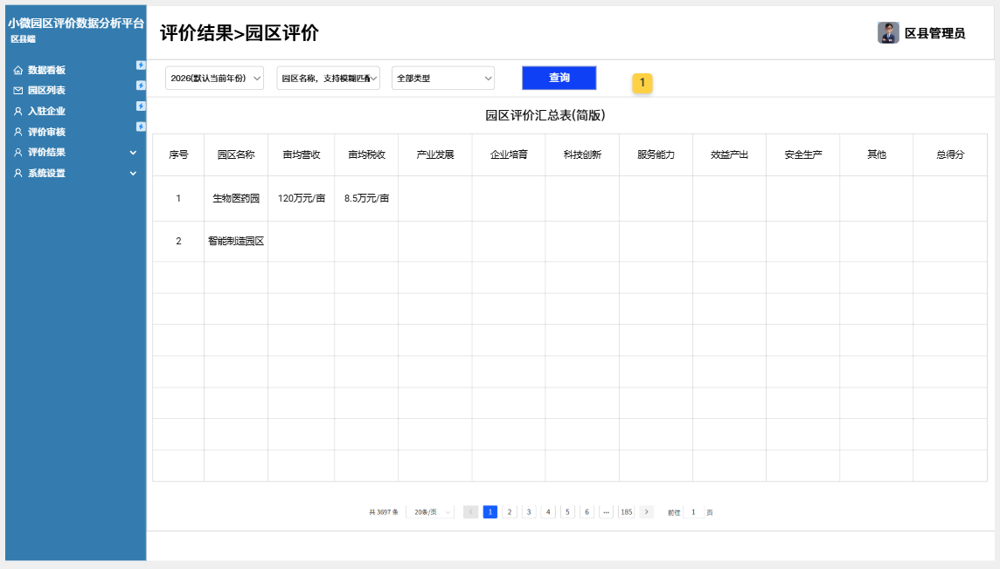 小微园区评价数据分析平台
区县端
数据看板
园区列表
入驻企业
评价审核
评价结果
系统设置
评价结果>园区评价
区县管理员
2026(默认当前年份) 园区名称，支持模糊匹配 全部类型 查询 1
园区评价汇总表(简版)
序号 园区名称 亩均营收 亩均税收 产业发展 企业培育 科技创新 服务能力 效益产出 安全生产 其他 总得分
1 生物医药园 120万元/亩 8.5万元/亩
2 智能制造园区
共 3697 条 20条/页 < 1 2 3 4 5 6 ··· 185 > 前往 1 页